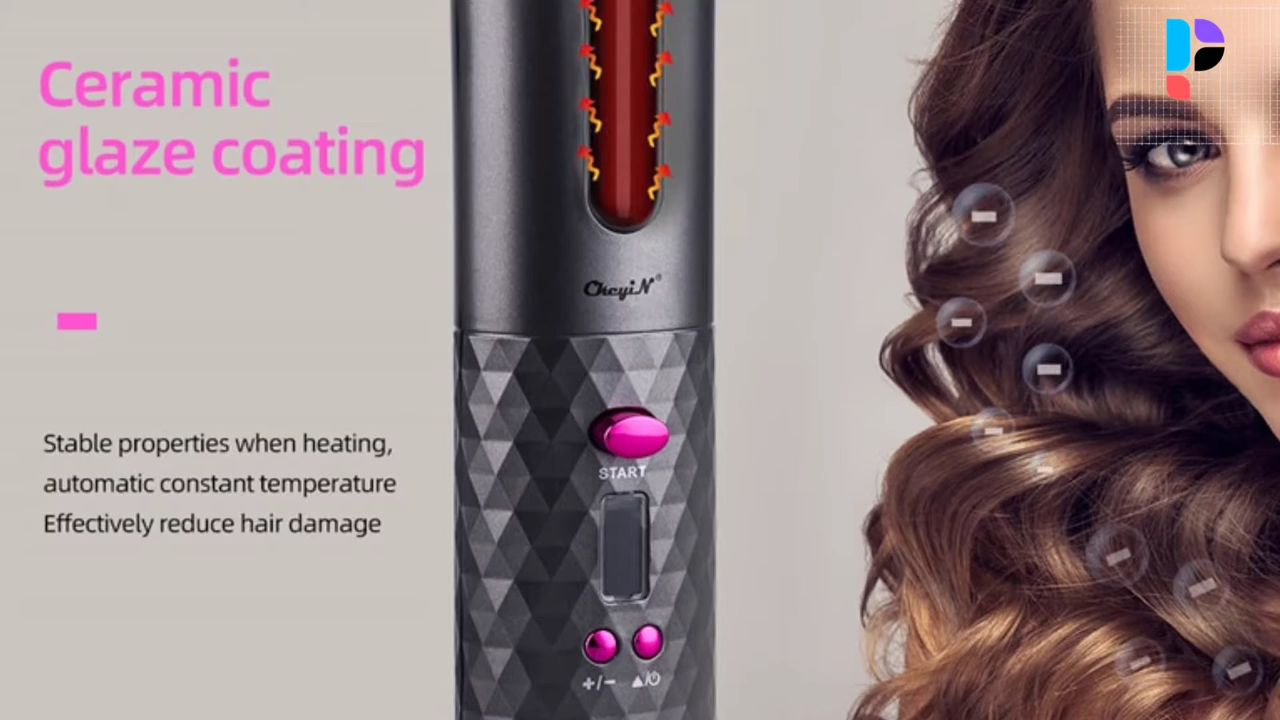 Ceramic
glaze coating
Stable properties when heating,
automatic constant temperature
Effectively reduce hair damage
CkeyiN®
START
+/-